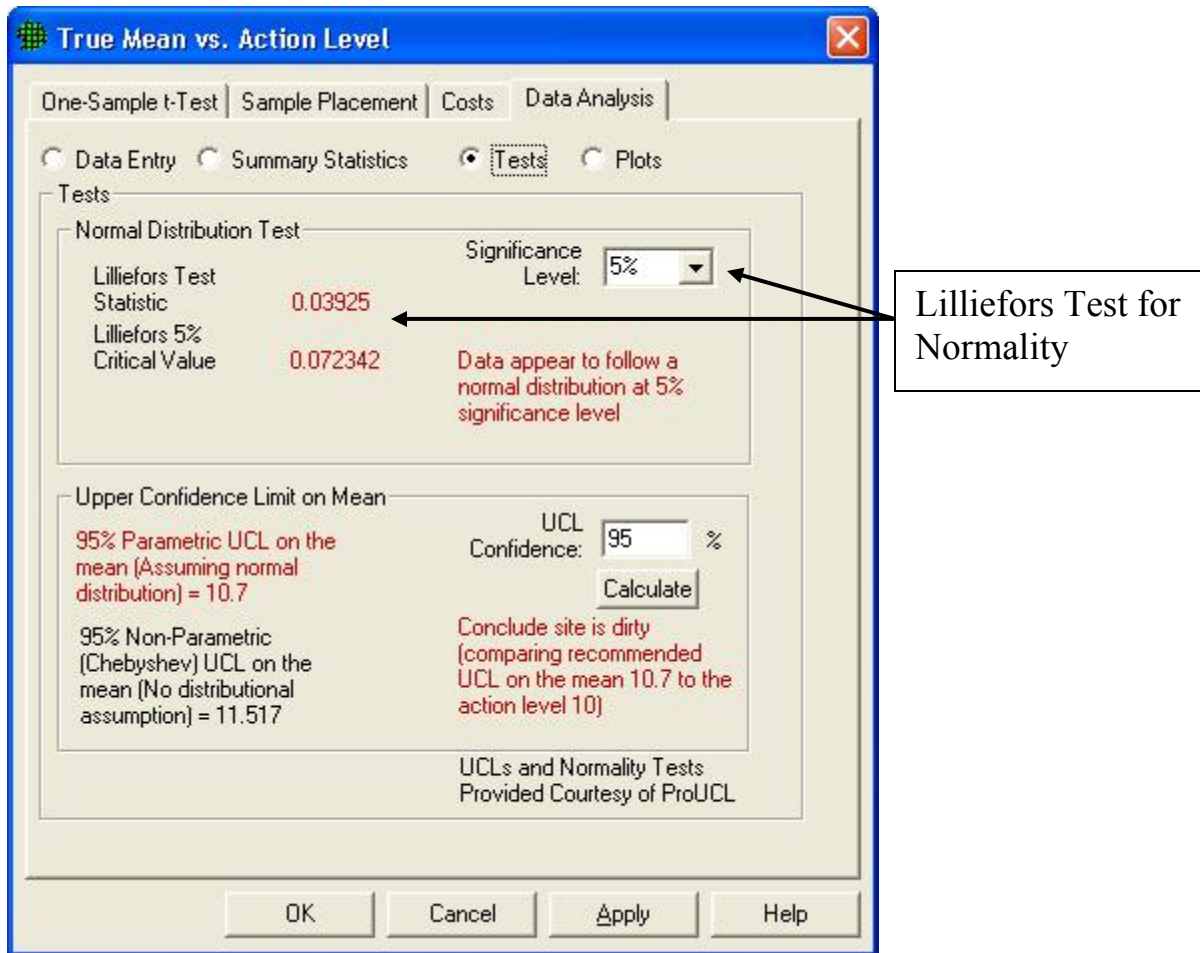 True Mean vs. Action Level
One-Sample t-Test Sample Placement Costs Data Analysis
Data Entry Summary Statistics Tests Plots
Tests
Normal Distribution Test
Lilliefors Test
Statistic 0.03925
Lilliefors 5%
Critical Value 0.072342
Significance
Level: 5%
Data appear to follow a
normal distribution at 5%
significance level
Upper Confidence Limit on Mean
95% Parametric UCL on the
mean (Assuming normal
distribution) = 10.7
95% Non-Parametric
(Chebyshev) UCL on the
mean (No distributional
assumption) = 11.517
UCL
Confidence: 95 %
Calculate
Conclude site is dirty
(comparing recommended
UCL on the mean 10.7 to the
action level 10)
UCLs and Normality Tests
Provided Courtesy of ProUCL
OK Cancel Apply Help
Lilliefors Test for
Normality